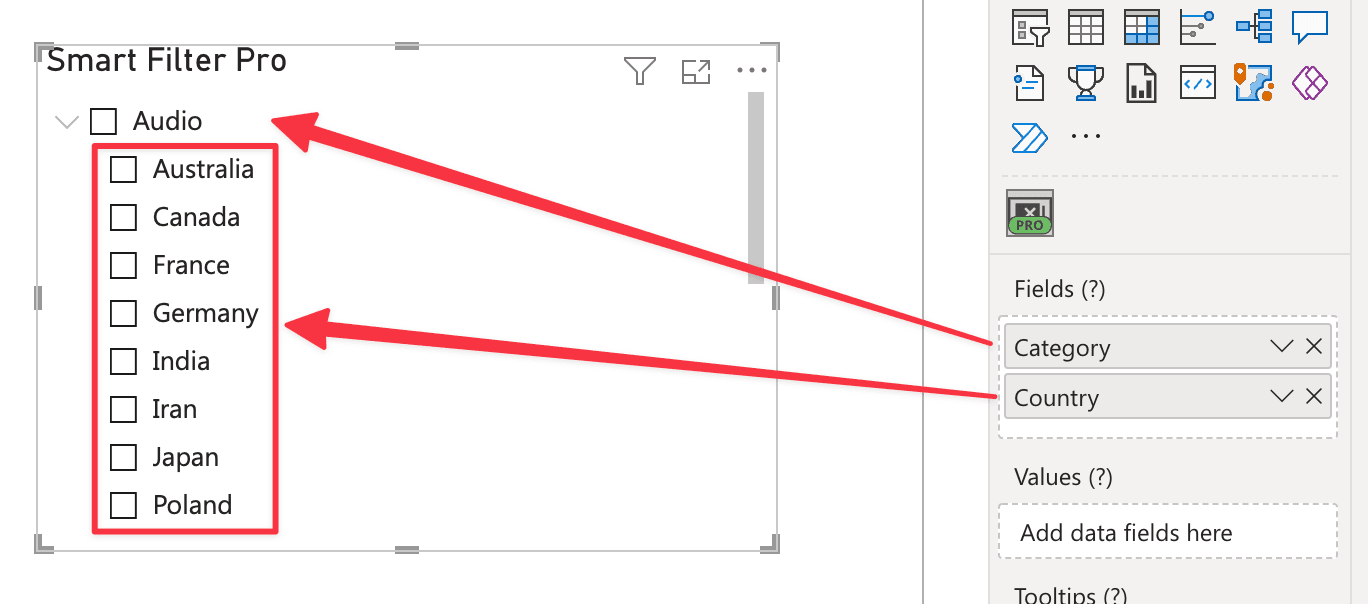 Smart Filter Pro
Audio
Australia
Canada
France
Germany
India
Iran
Japan
Poland
PRO
Fields (?)
Category
Country
Values (?)
Add data fields here
Tooltips (?)